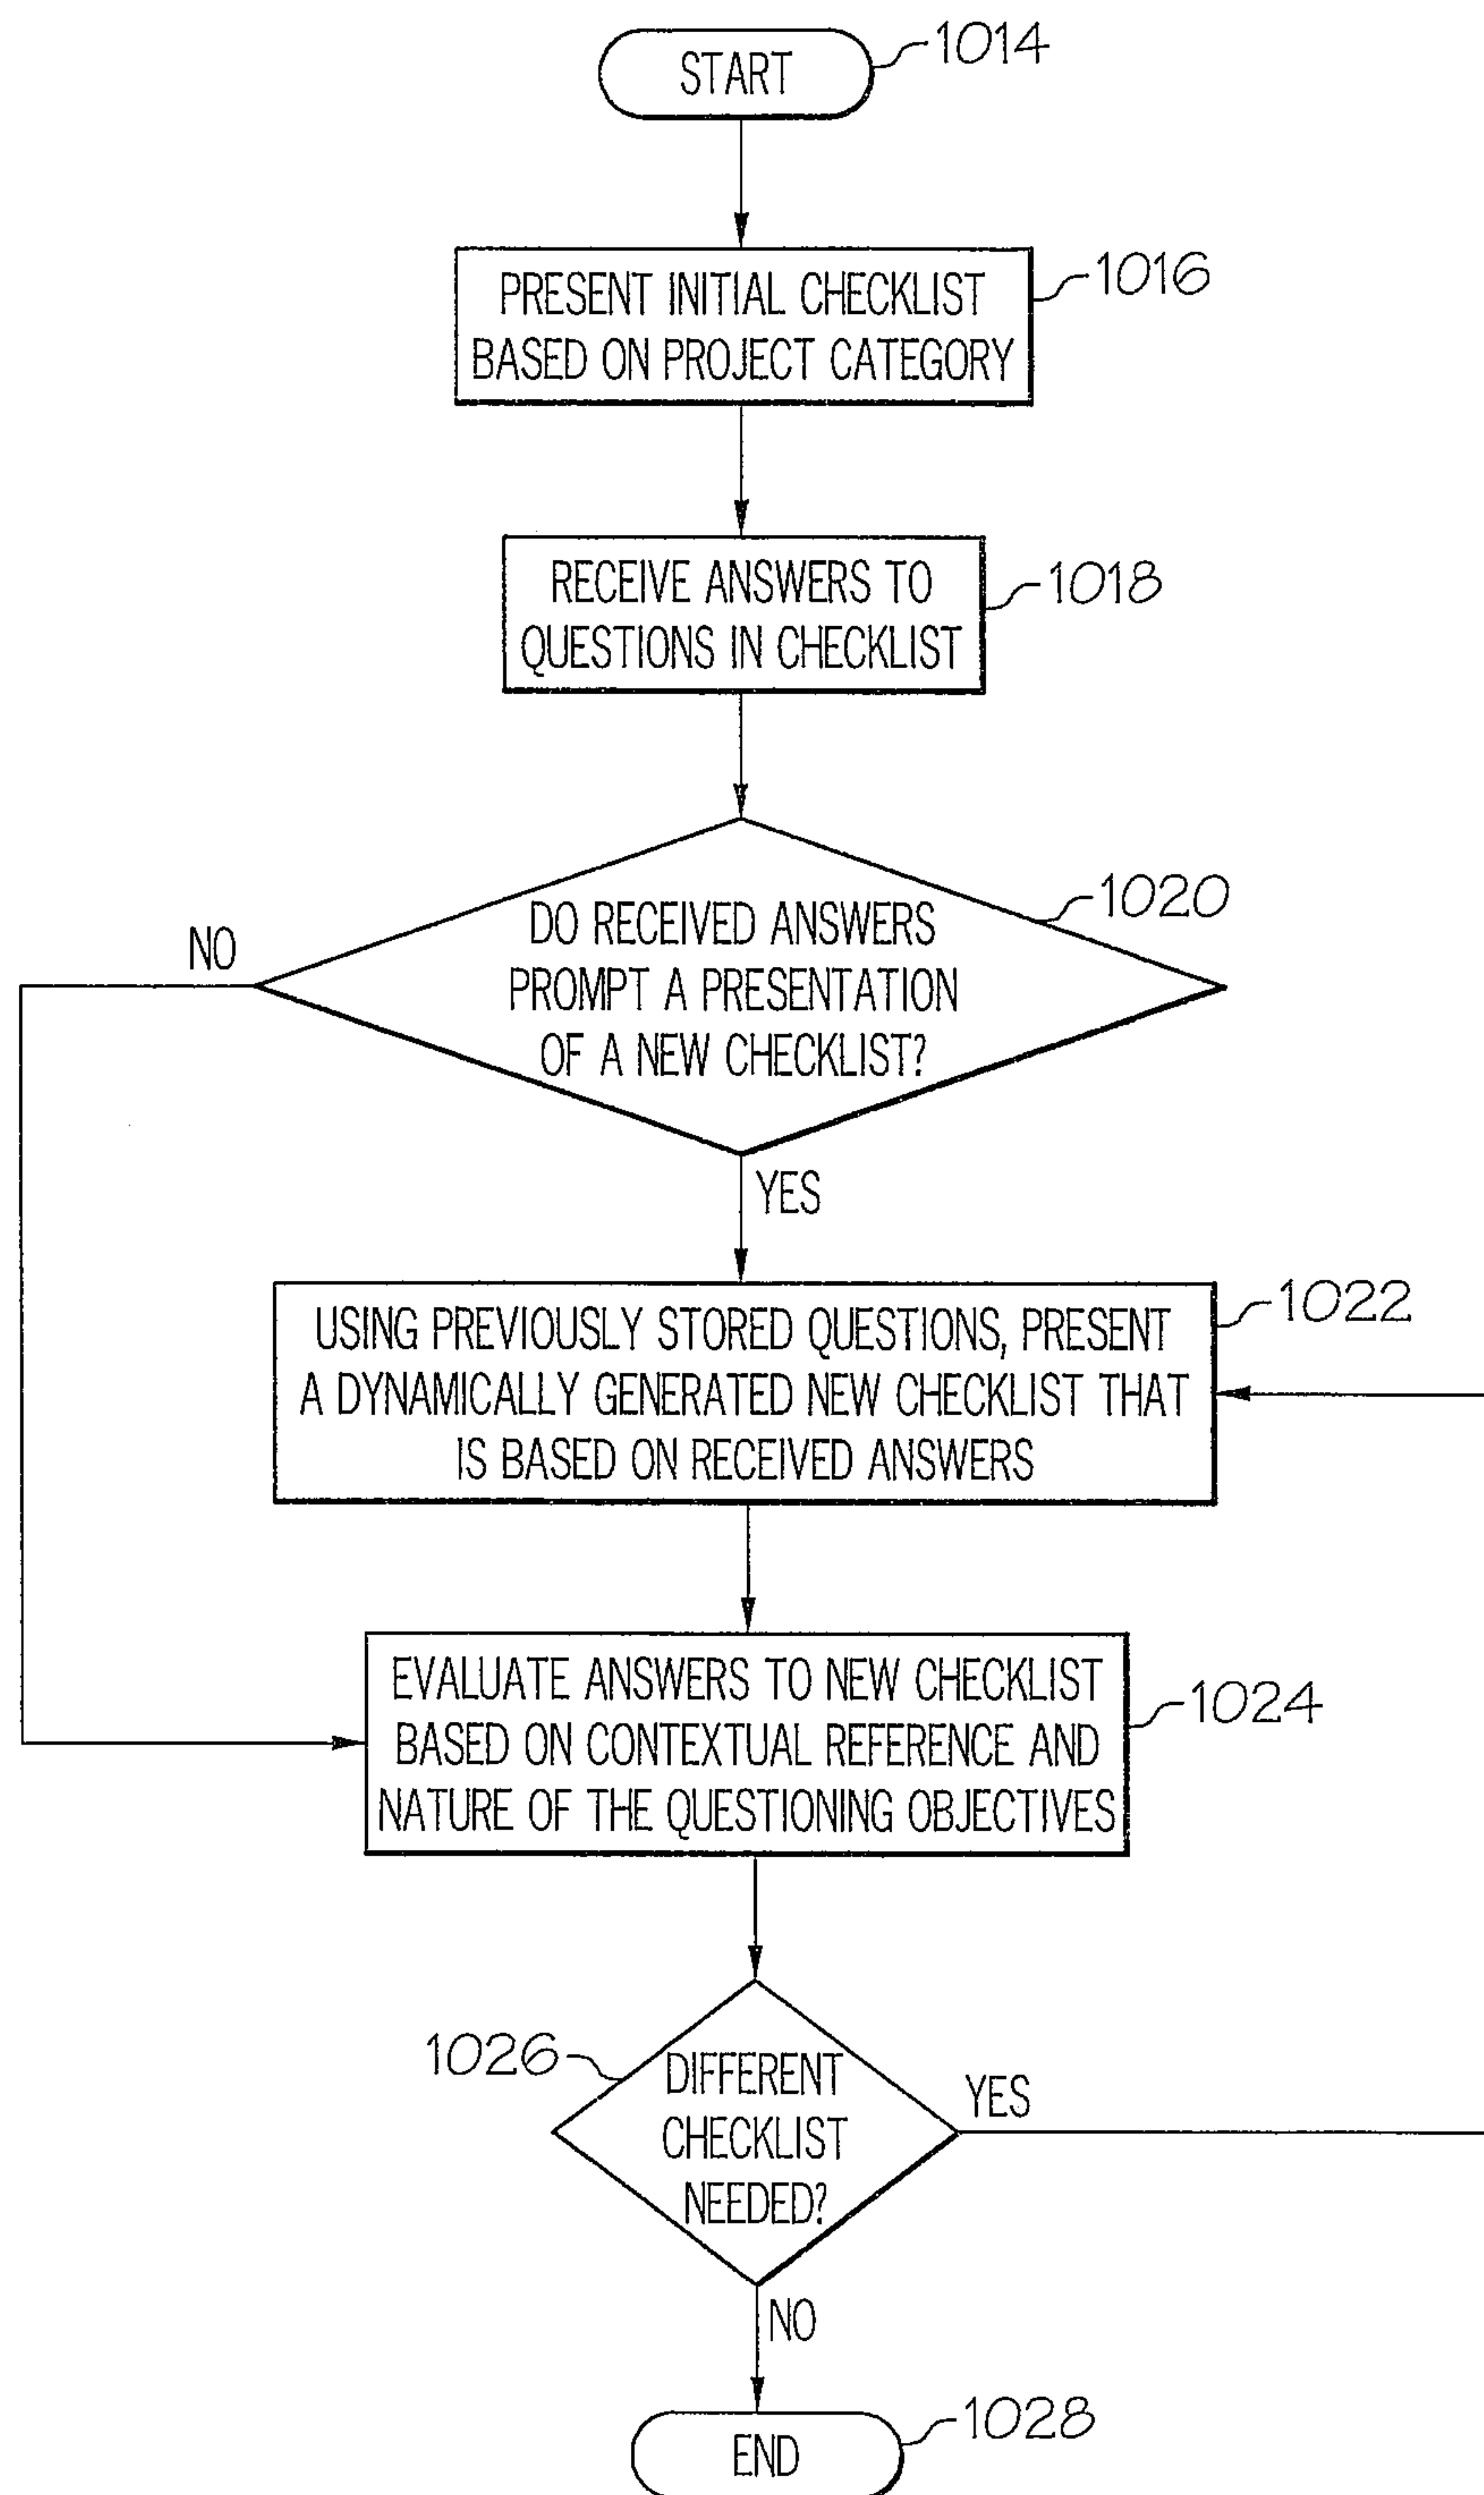 START
1014
PRESENT INITIAL CHECKLIST
BASED ON PROJECT CATEGORY
1016
RECEIVE ANSWERS TO
QUESTIONS IN CHECKLIST
1018
DO RECEIVED ANSWERS
PROMPT A PRESENTATION
OF A NEW CHECKLIST?
1020
NO
YES
USING PREVIOUSLY STORED QUESTIONS, PRESENT
A DYNAMICALLY GENERATED NEW CHECKLIST THAT
IS BASED ON RECEIVED ANSWERS
1022
EVALUATE ANSWERS TO NEW CHECKLIST
BASED ON CONTEXTUAL REFERENCE AND
NATURE OF THE QUESTIONING OBJECTIVES
1024
1026
DIFFERENT
CHECKLIST
NEEDED?
YES
NO
END
1028